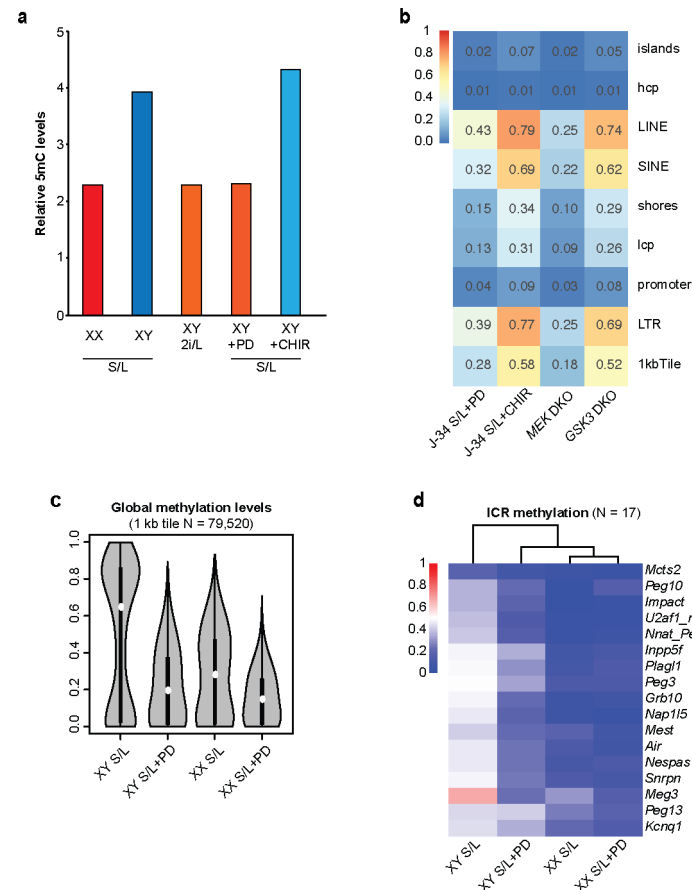 a
5
4
3
2
1
0
Relative 5mC levels
XX
XY
XY
2i/L
XY
+PD
XY
+CHIR
S/L
S/L
b
1
0.8
0.6
0.4
0.2
0.0
0.02 0.07 0.02 0.05 islands
0.01 0.01 0.01 0.01 hcp
0.43 0.79 0.25 0.74 LINE
0.32 0.69 0.22 0.62 SINE
0.15 0.34 0.10 0.29 shores
0.13 0.31 0.09 0.26 lcp
0.04 0.09 0.03 0.08 promoter
0.39 0.77 0.25 0.69 LTR
0.28 0.58 0.18 0.52 1kbTile
J-34 S/L+PD
J-34 S/L+CHIR
MEK DKO
GSK3 DKO
c
Global methylation levels
(1 kb tile N = 79,520)
1.0
0.8
0.6
0.4
0.2
0.0
XY S/L
XY S/L+PD
XX S/L
XX S/L+PD
d
ICR methylation (N = 17)
1
0.8
0.6
0.4
0.2
0
Mcts2
Peg10
Impact
U2af1_r
Nnat_Pe
Inpp5f
Plagl1
Peg3
Grb10
Nap1l5
Mest
Air
Nespas
Snrpn
Meg3
Peg13
Kcnq1
XY S/L
XY S/L+PD
XX S/L
XX S/L+PD